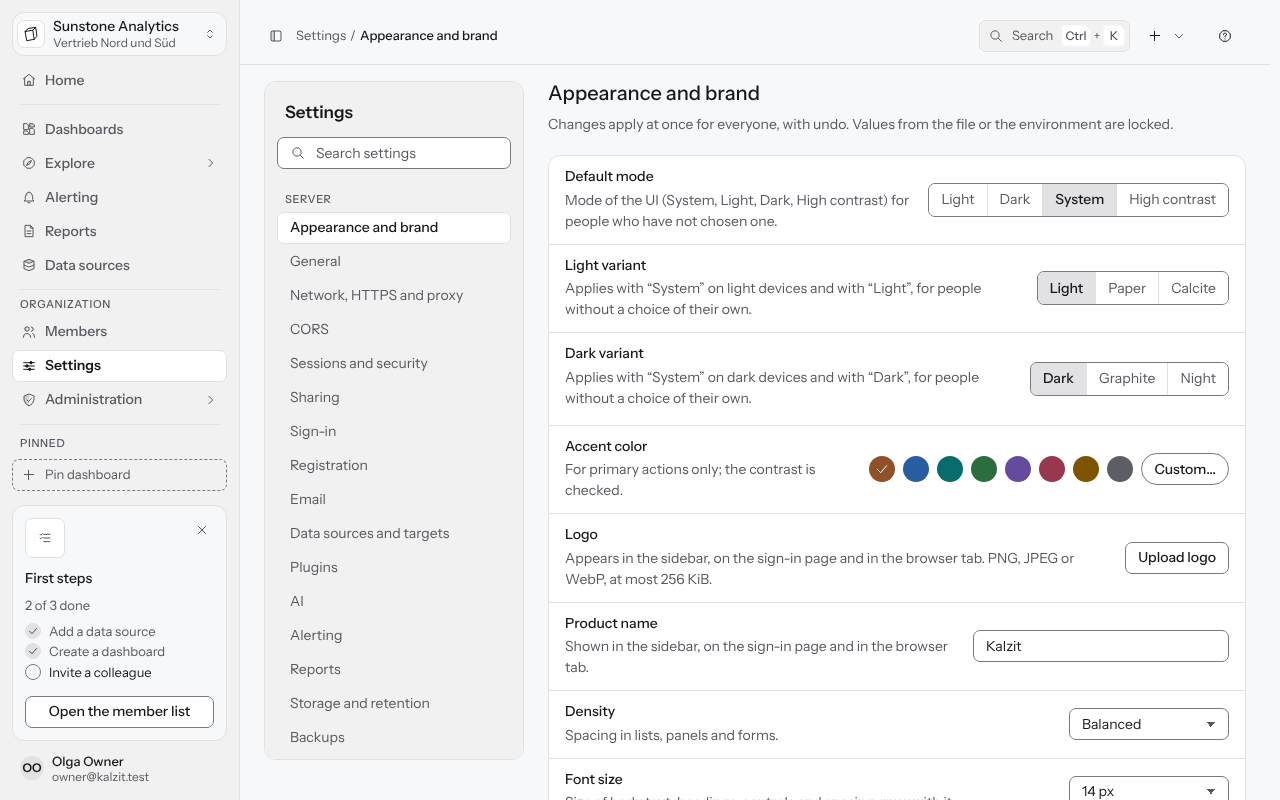 Sunstone Analytics
Vertrieb Nord und Süd
Home
Dashboards
Explore
Alerting
Reports
Data sources
ORGANIZATION
Members
Settings
Administration
PINNED
Pin dashboard
First steps
2 of 3 done
Add a data source
Create a dashboard
Invite a colleague
Open the member list
OO
Olga Owner
owner@kalzit.test
Settings / Appearance and brand
Search Ctrl + K
Settings
Search settings
SERVER
Appearance and brand
General
Network, HTTPS and proxy
CORS
Sessions and security
Sharing
Sign-in
Registration
Email
Data sources and targets
Plugins
AI
Alerting
Reports
Storage and retention
Backups
Appearance and brand
Changes apply at once for everyone, with undo. Values from the file or the environment are locked.
Default mode
Mode of the UI (System, Light, Dark, High contrast) for
people who have not chosen one.
Light Dark System High contrast
Light variant
Applies with “System” on light devices and with “Light”, for people
without a choice of their own.
Light Paper Calcite
Dark variant
Applies with “System” on dark devices and with “Dark”, for people
without a choice of their own.
Dark Graphite Night
Accent color
For primary actions only; the contrast is
checked.
Custom...
Logo
Appears in the sidebar, on the sign-in page and in the browser tab. PNG, JPEG or
WebP, at most 256 KiB.
Upload logo
Product name
Shown in the sidebar, on the sign-in page and in the browser
tab.
Kalzit
Density
Spacing in lists, panels and forms.
Balanced
Font size
14 px